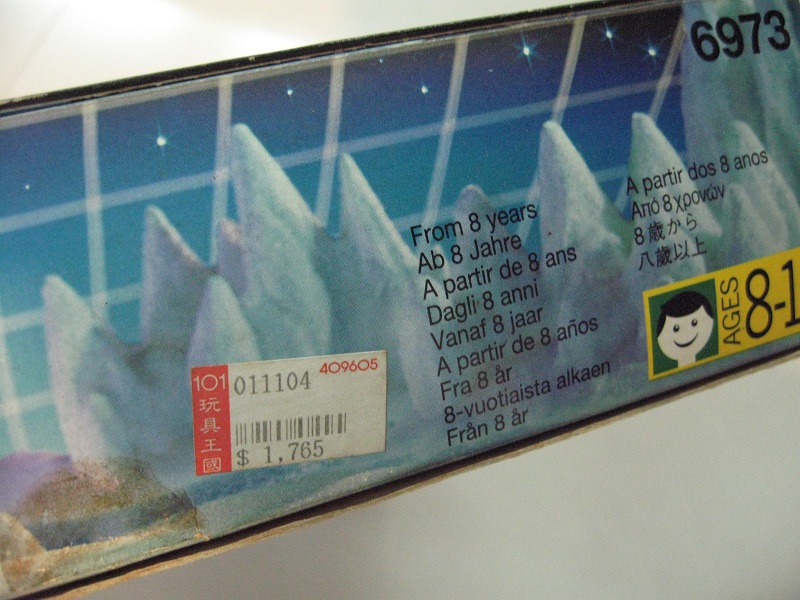 6973
From 8 years
Ab 8 Jahre
A partir de 8 ans
Dagli 8 anni
Vanaf 8 jaar
A partir de 8 años
Fra 8 år
8-vuotiaista alkaen
Från 8 år
A partir dos 8 anos
Από 8 χρονών
8歳から
八歲以上
AGES
8-1
101
玩具王國
409605
011104
$ 1,765